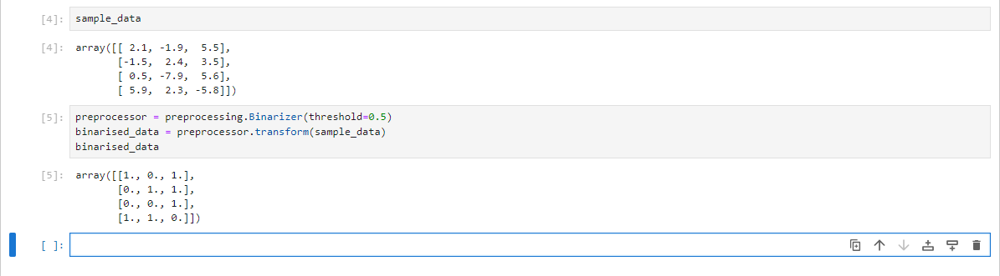 [4]: sample_data
[4]: array([[ 2.1, -1.9,  5.5],
       [-1.5,  2.4,  3.5],
       [ 0.5, -7.9,  5.6],
       [ 5.9,  2.3, -5.8]])
[5]: preprocessor = preprocessing.Binarizer(threshold=0.5)
binarised_data = preprocessor.transform(sample_data)
binarised_data
[5]: array([[1., 0., 1.],
       [0., 1., 1.],
       [0., 0., 1.],
       [1., 1., 0.]])
[ ]: